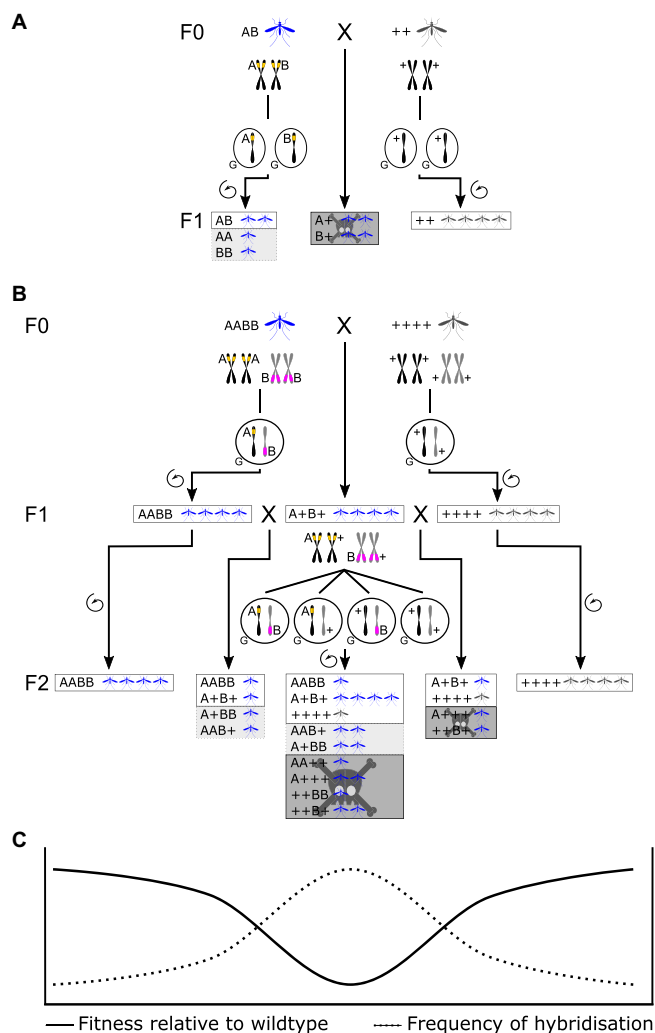 A
F0 AB X ++
A B + +
A B + +
G G G G
F1 AB A+ ++
AA B+
BB
B
F0 AABB X ++++
A A B B + + + +
A B + +
G G
F1 AABB X A+B+ X ++++
A + B +
A B A + + B + +
G G G G
F2 AABB AABB AABB A+B+ ++++
A+B+ A+B+ ++++
A+BB ++++ A+++
AAB+ AAB+ ++B+
A+BB
AA++
A+++
++BB
++B+
C
Fitness relative to wildtype Frequency of hybridisation